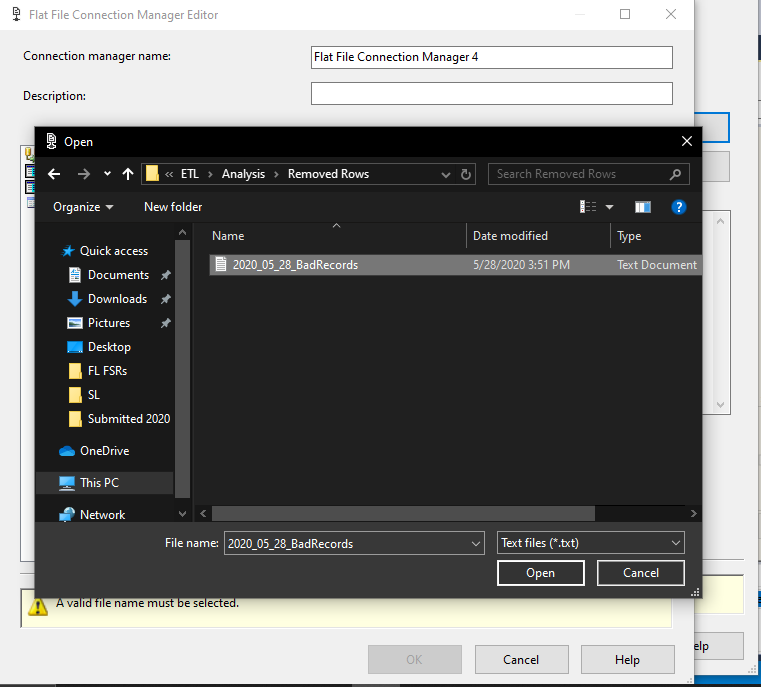 Flat File Connection Manager Editor
Connection manager name:
Flat File Connection Manager 4
Description:
Open
« ETL > Analysis > Removed Rows
Search Removed Rows
Organize
New folder
Name
Date modified
Type
Quick access
Documents
Downloads
Pictures
Desktop
FL FSRs
SL
Submitted 2020
OneDrive
This PC
Network
2020_05_28_BadRecords 5/28/2020 3:51 PM Text Document
File name: 2020_05_28_BadRecords
Text files (*.txt)
Open
Cancel
A valid file name must be selected.
OK
Cancel
Help
elp